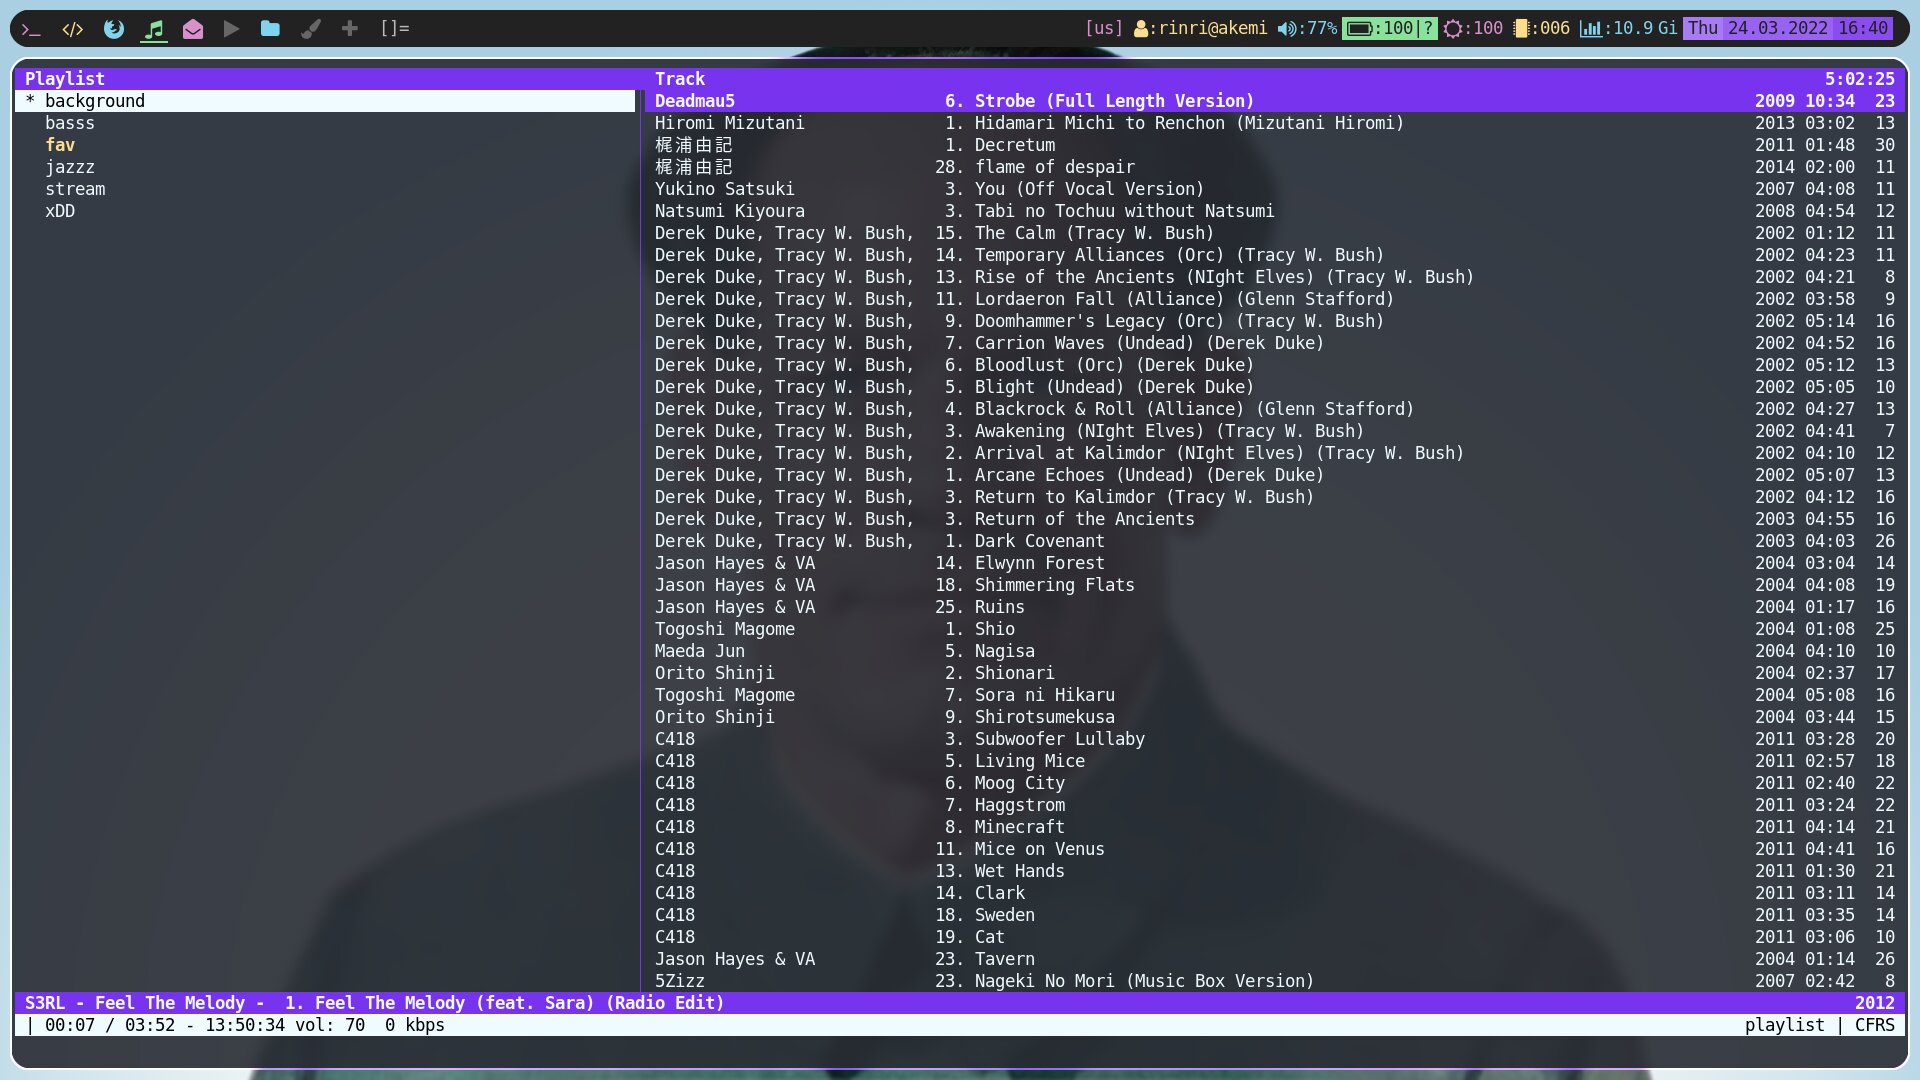 []= [us] :rinri@akemi :77% :100|? :100 :006 :10.9 Gi Thu 24.03.2022 16:40
Playlist Track 5:02:25
* background Deadmau5 6. Strobe (Full Length Version) 2009 10:34 23
basss Hiromi Mizutani 1. Hidamari Michi to Renchon (Mizutani Hiromi) 2013 03:02 13
fav 梶浦由記 1. Decretum 2011 01:48 30
jazzz 梶浦由記 28. flame of despair 2014 02:00 11
stream Yukino Satsuki 3. You (Off Vocal Version) 2007 04:08 11
xDD Natsumi Kiyoura 3. Tabi no Tochuu without Natsumi 2008 04:54 12
Derek Duke, Tracy W. Bush, 15. The Calm (Tracy W. Bush) 2002 01:12 11
Derek Duke, Tracy W. Bush, 14. Temporary Alliances (Orc) (Tracy W. Bush) 2002 04:23 11
Derek Duke, Tracy W. Bush, 13. Rise of the Ancients (NIght Elves) (Tracy W. Bush) 2002 04:21 8
Derek Duke, Tracy W. Bush, 11. Lordaeron Fall (Alliance) (Glenn Stafford) 2002 03:58 9
Derek Duke, Tracy W. Bush, 9. Doomhammer's Legacy (Orc) (Tracy W. Bush) 2002 05:14 16
Derek Duke, Tracy W. Bush, 7. Carrion Waves (Undead) (Derek Duke) 2002 04:52 16
Derek Duke, Tracy W. Bush, 6. Bloodlust (Orc) (Derek Duke) 2002 05:12 13
Derek Duke, Tracy W. Bush, 5. Blight (Undead) (Derek Duke) 2002 05:05 10
Derek Duke, Tracy W. Bush, 4. Blackrock & Roll (Alliance) (Glenn Stafford) 2002 04:27 13
Derek Duke, Tracy W. Bush, 3. Awakening (NIght Elves) (Tracy W. Bush) 2002 04:41 7
Derek Duke, Tracy W. Bush, 2. Arrival at Kalimdor (NIght Elves) (Tracy W. Bush) 2002 04:10 12
Derek Duke, Tracy W. Bush, 1. Arcane Echoes (Undead) (Derek Duke) 2002 05:07 13
Derek Duke, Tracy W. Bush, 3. Return to Kalimdor (Tracy W. Bush) 2002 04:12 16
Derek Duke, Tracy W. Bush, 3. Return of the Ancients 2003 04:55 16
Derek Duke, Tracy W. Bush, 1. Dark Covenant 2003 04:03 26
Jason Hayes & VA 14. Elwynn Forest 2004 03:04 14
Jason Hayes & VA 18. Shimmering Flats 2004 04:08 19
Jason Hayes & VA 25. Ruins 2004 01:17 16
Togoshi Magome 1. Shio 2004 01:08 25
Maeda Jun 5. Nagisa 2004 04:10 10
Orito Shinji 2. Shionari 2004 02:37 17
Togoshi Magome 7. Sora ni Hikaru 2004 05:08 16
Orito Shinji 9. Shirotsumekusa 2004 03:44 15
C418 3. Subwoofer Lullaby 2011 03:28 20
C418 5. Living Mice 2011 02:57 18
C418 6. Moog City 2011 02:40 22
C418 7. Haggstrom 2011 03:24 22
C418 8. Minecraft 2011 04:14 21
C418 11. Mice on Venus 2011 04:41 16
C418 13. Wet Hands 2011 01:30 21
C418 14. Clark 2011 03:11 14
C418 18. Sweden 2011 03:35 14
C418 19. Cat 2011 03:06 10
Jason Hayes & VA 23. Tavern 2004 01:14 26
5Zizz 23. Nageki No Mori (Music Box Version) 2007 02:42 8
S3RL - Feel The Melody - 1. Feel The Melody (feat. Sara) (Radio Edit) 2012
| 00:07 / 03:52 - 13:50:34 vol: 70 0 kbps playlist | CFRS